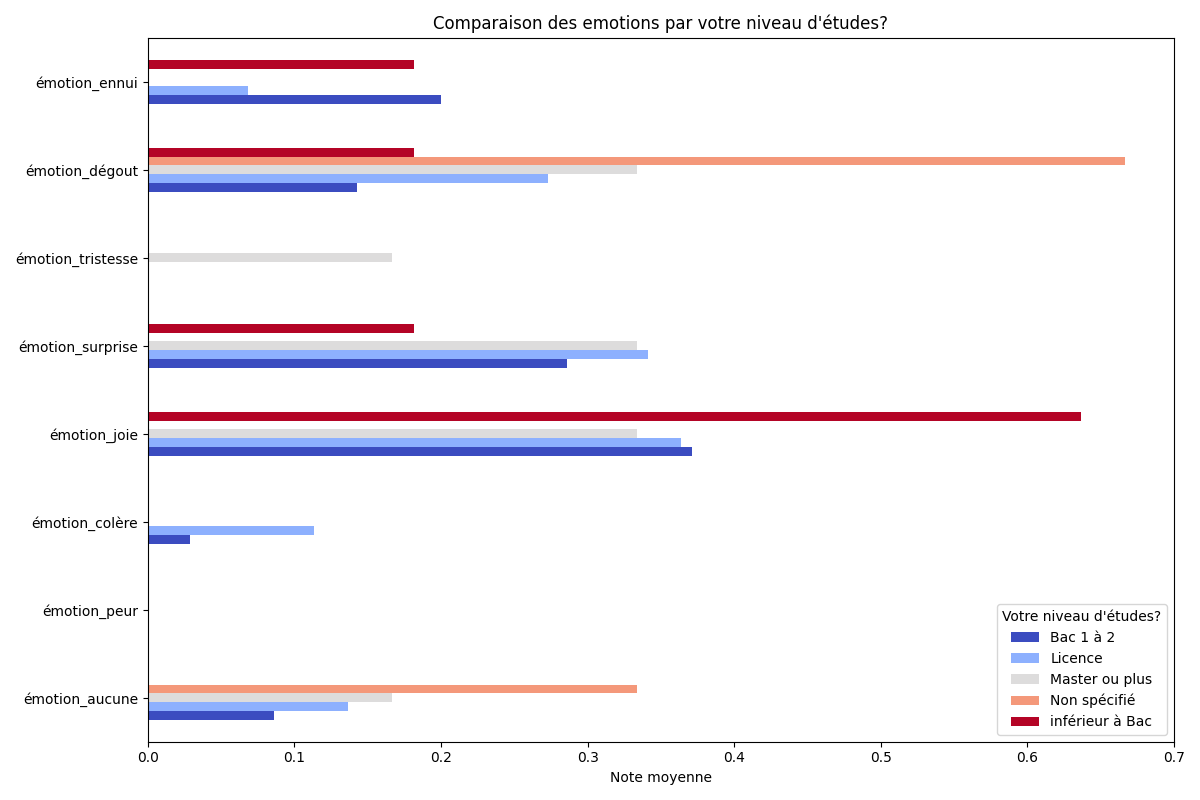 Comparaison des emotions par votre niveau d'études?
émotion_ennui
émotion_dégout
émotion_tristesse
émotion_surprise
émotion_joie
émotion_colère
émotion_peur
émotion_aucune
Votre niveau d'études?
Bac 1 à 2
Licence
Master ou plus
Non spécifié
inférieur à Bac
0.0 0.1 0.2 0.3 0.4 0.5 0.6 0.7
Note moyenne